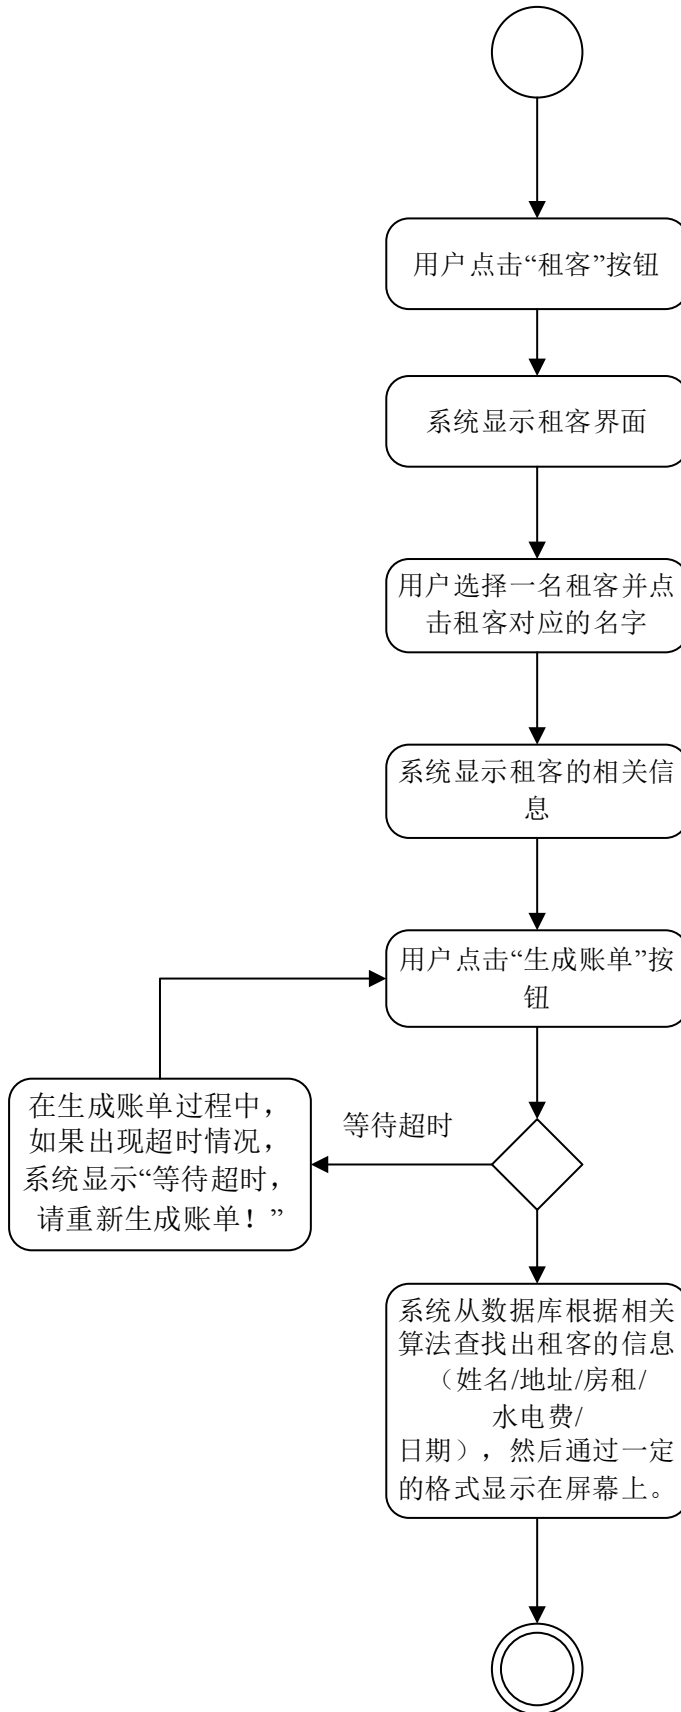 用户点击“租客”按钮
系统显示租客界面
用户选择一名租客并点
击租客对应的名字
系统显示租客的相关信
息
用户点击“生成账单”按
钮
在生成账单过程中，
如果出现超时情况，
系统显示“等待超时，
请重新生成账单！”
等待超时
系统从数据库根据相关
算法查找出租客的信息
（姓名/地址/房租/
水电费/
日期），然后通过一定
的格式显示在屏幕上。